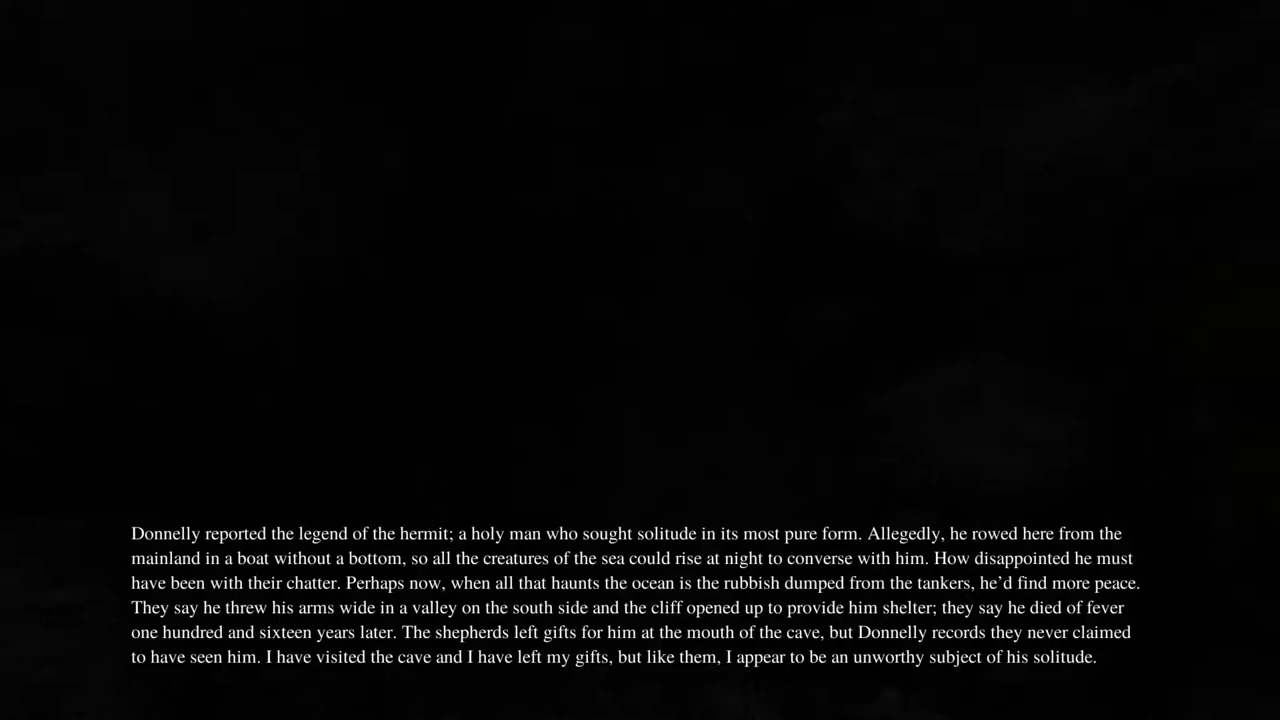 Donnelly reported the legend of the hermit; a holy man who sought solitude in its most pure form. Allegedly, he rowed here from the
mainland in a boat without a bottom, so all the creatures of the sea could rise at night to converse with him. How disappointed he must
have been with their chatter. Perhaps now, when all that haunts the ocean is the rubbish dumped from the tankers, he’d find more peace.
They say he threw his arms wide in a valley on the south side and the cliff opened up to provide him shelter; they say he died of fever
one hundred and sixteen years later. The shepherds left gifts for him at the mouth of the cave, but Donnelly records they never claimed
to have seen him. I have visited the cave and I have left my gifts, but like them, I appear to be an unworthy subject of his solitude.